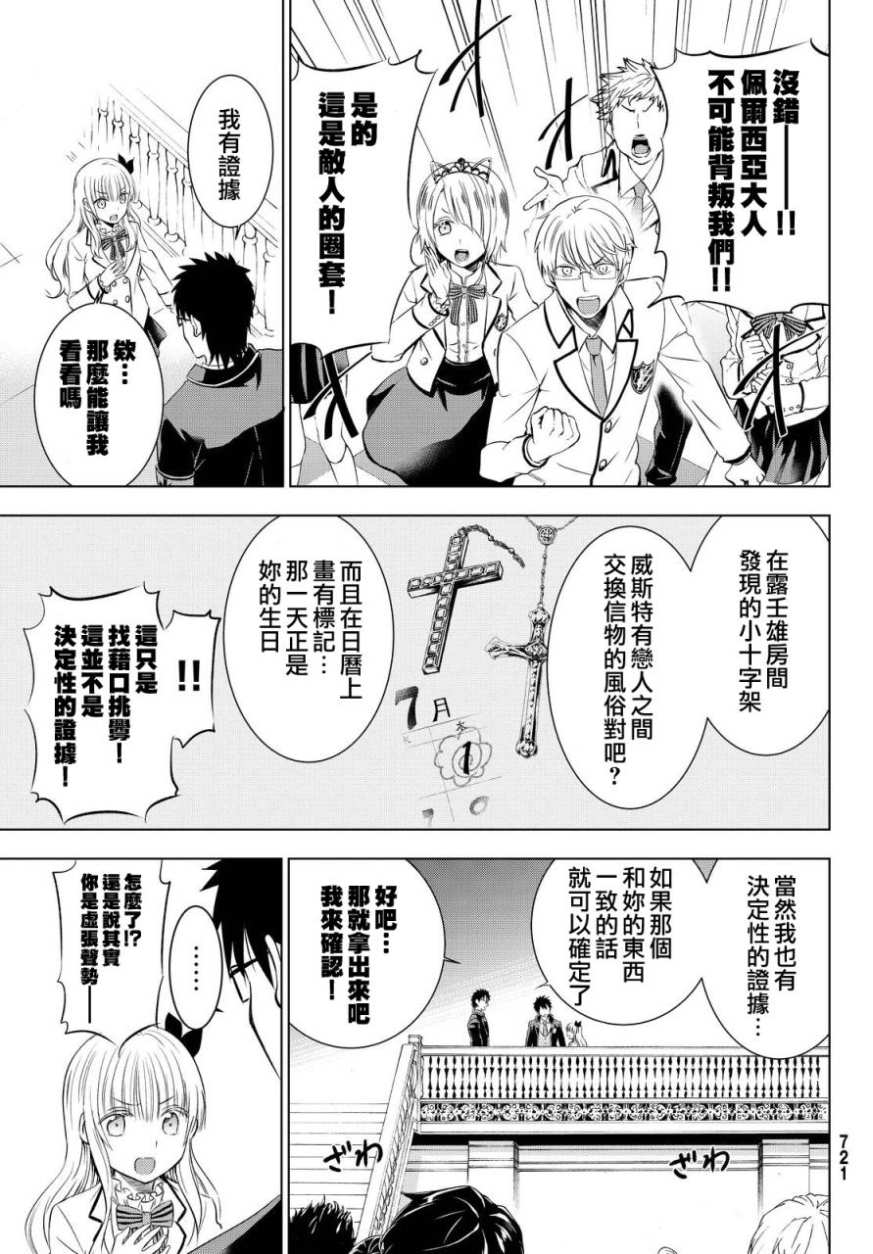 沒錯——!!
佩爾西亞大人
不可能背叛我們!!
是的
這是敵人的圈套！
我有證據
欸…
那麼能讓我
看看嗎
在露壬雄房間
發現的小十字架
威斯特有戀人之間
交換信物的風俗對吧？
7月
木
1
7
而且在日曆上
畫有標記…
那一天正是
妳的生日
!!
這只是
找藉口挑釁！
這並不是
決定性的證據！
當然我也有
決定性的證據…
如果那個
和妳的東西
一致的話
就可以確定了
好吧…
那就拿出來吧
我來確認！
ざわ
ざわ
……
怎麼了!?
還是說其實
你是虛張聲勢——
721